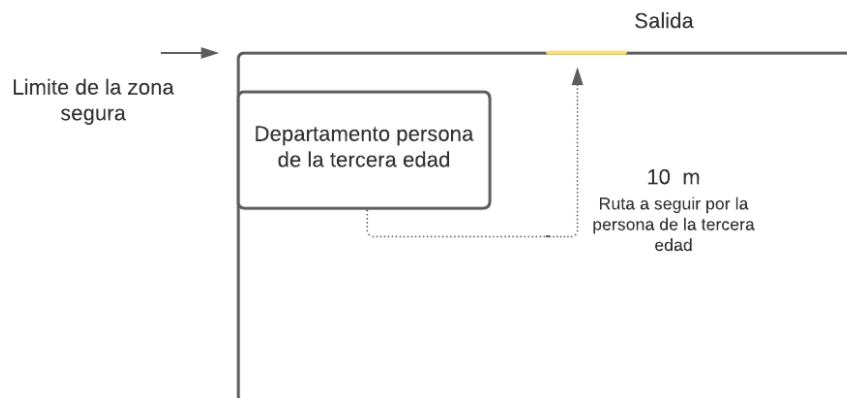 Salida
Limite de la zona
segura
Departamento persona
de la tercera edad
10 m
Ruta a seguir por la
persona de la tercera
edad